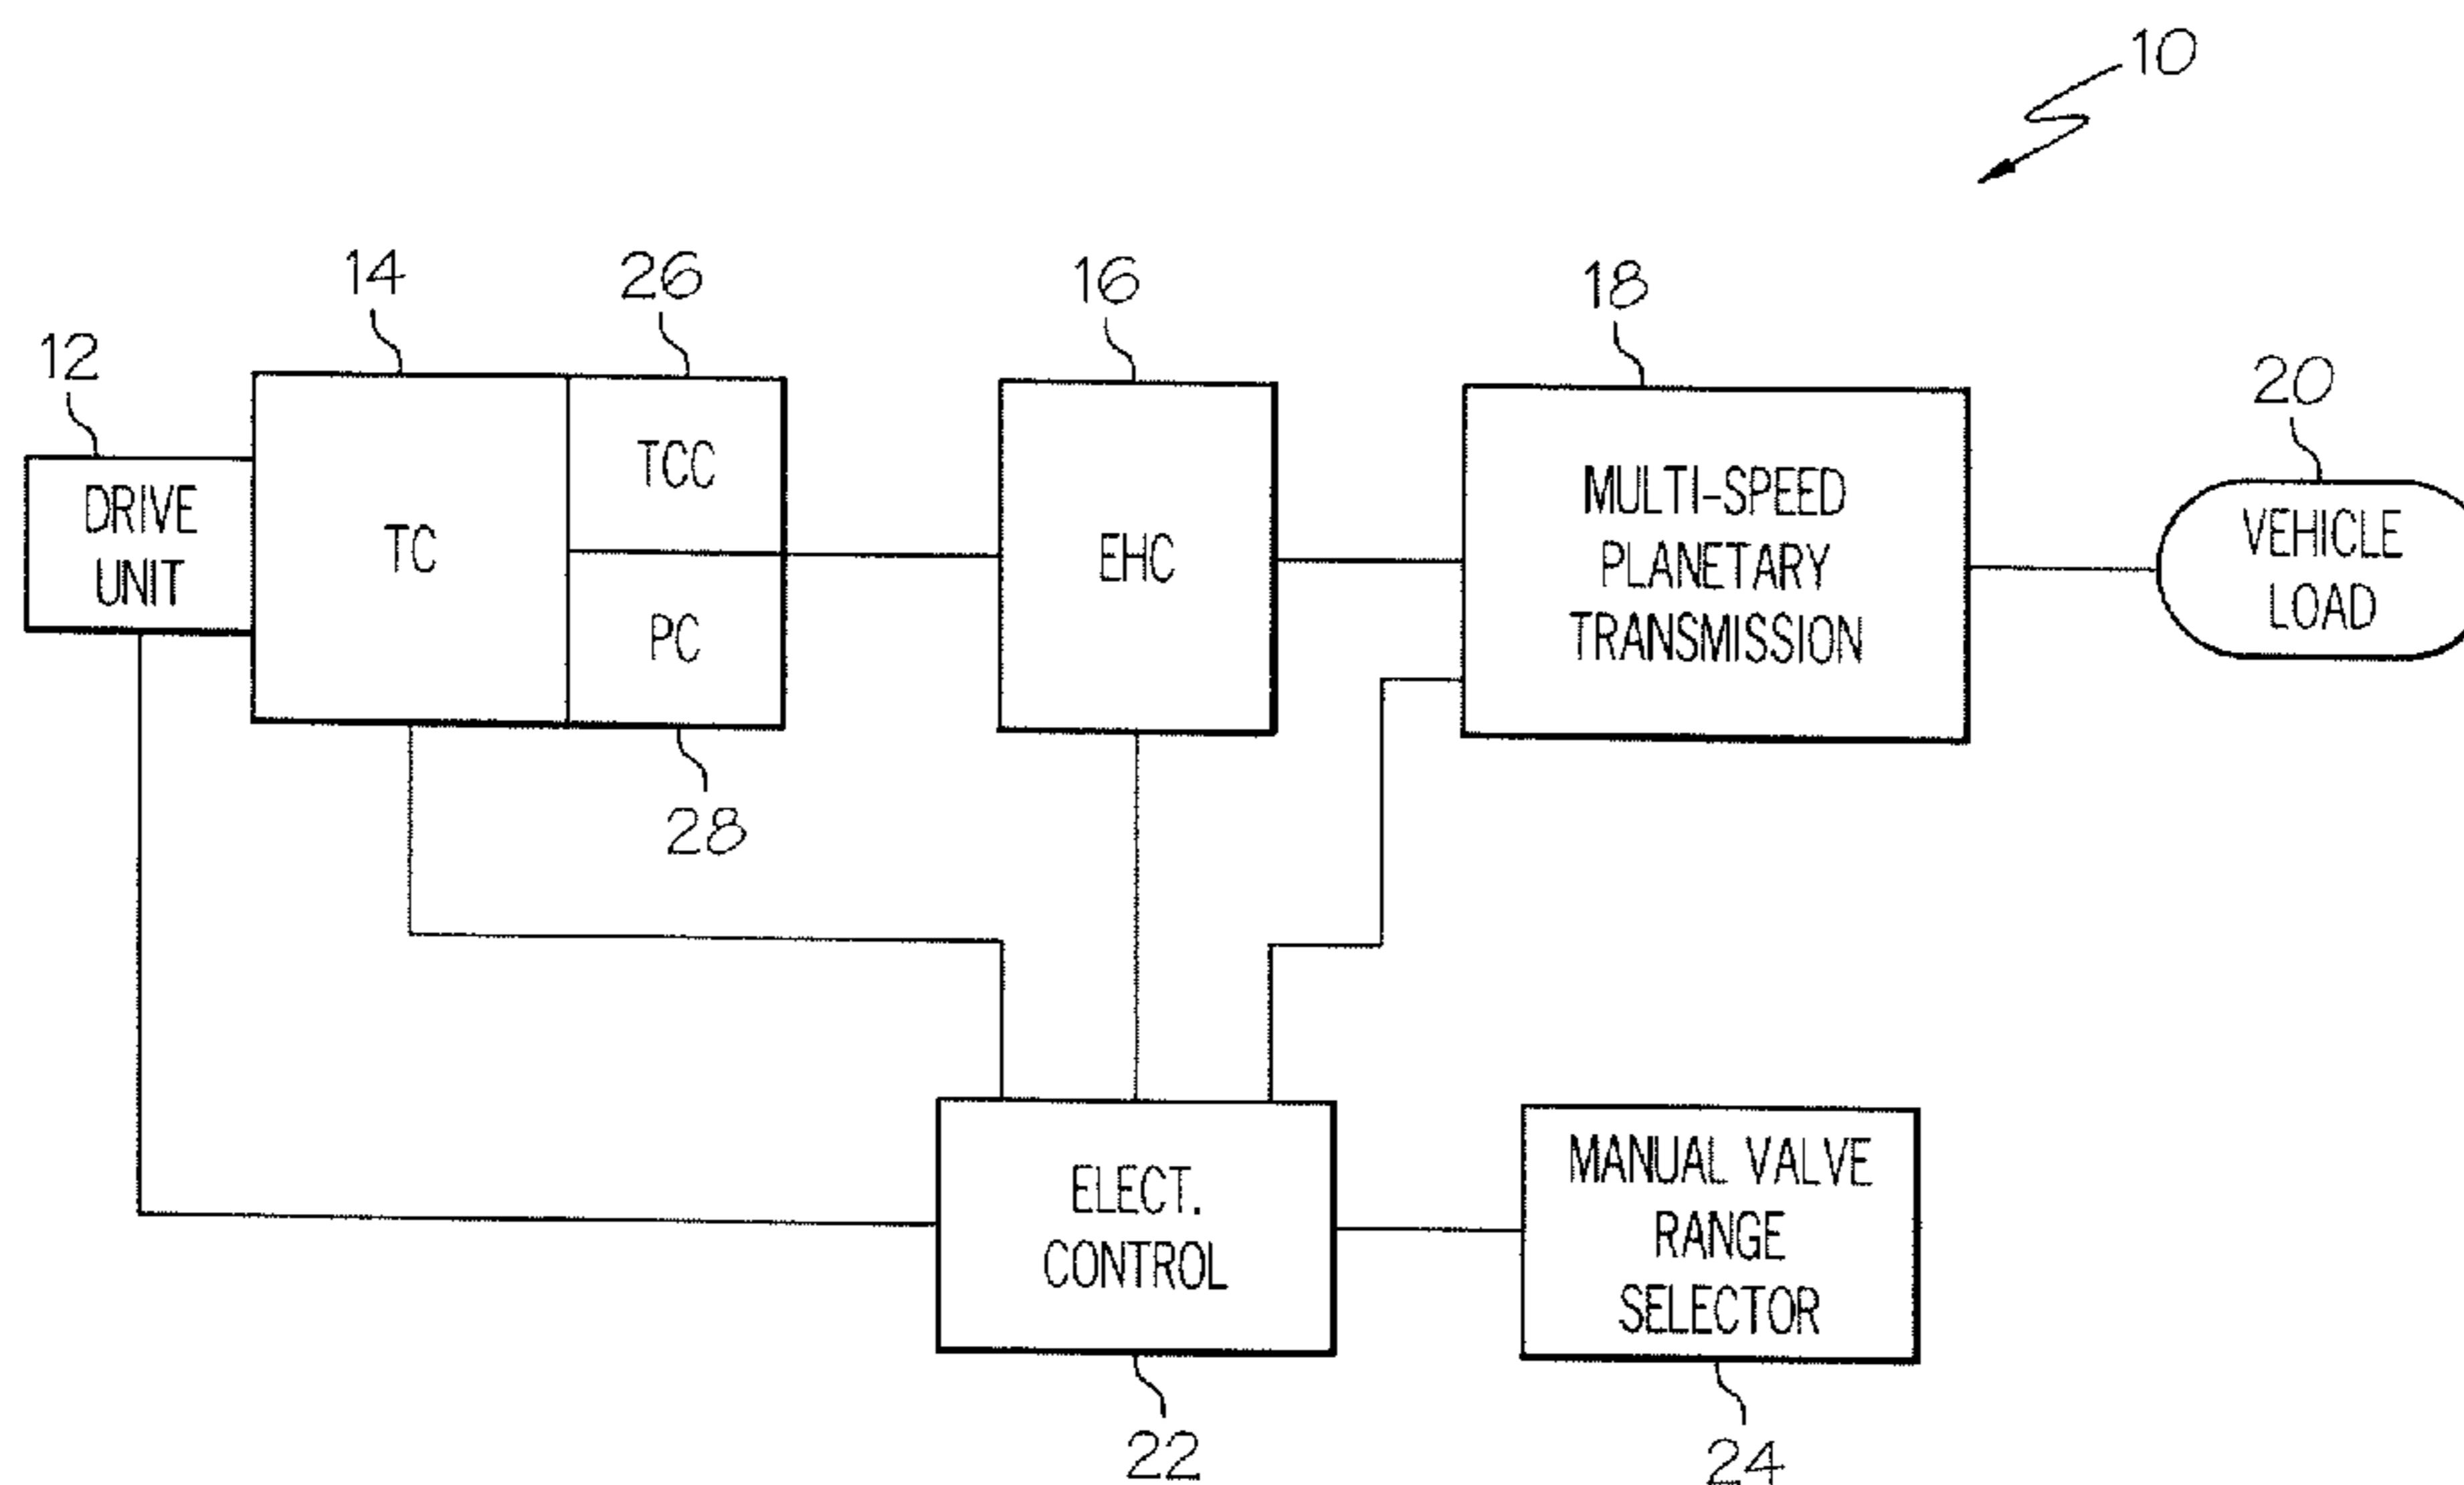 10
14
26
16
18
12
20
DRIVE
UNIT
TC
TCC
PC
EHC
MULTI-SPEED
PLANETARY
TRANSMISSION
VEHICLE
LOAD
28
ELECT.
CONTROL
MANUAL VALVE
RANGE
SELECTOR
22
24